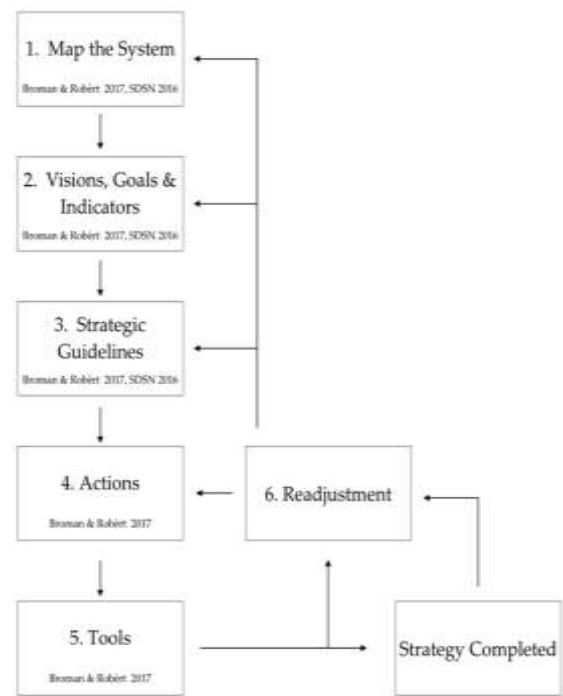 1. Map the System
Broman & Robèrt 2017, SDSN 2016
2. Visions, Goals &
Indicators
Broman & Robèrt 2017, SDSN 2016
3. Strategic
Guidelines
Broman & Robèrt 2017, SDSN 2016
4. Actions
Broman & Robèrt 2017
6. Readjustment
5. Tools
Broman & Robèrt 2017
Strategy Completed